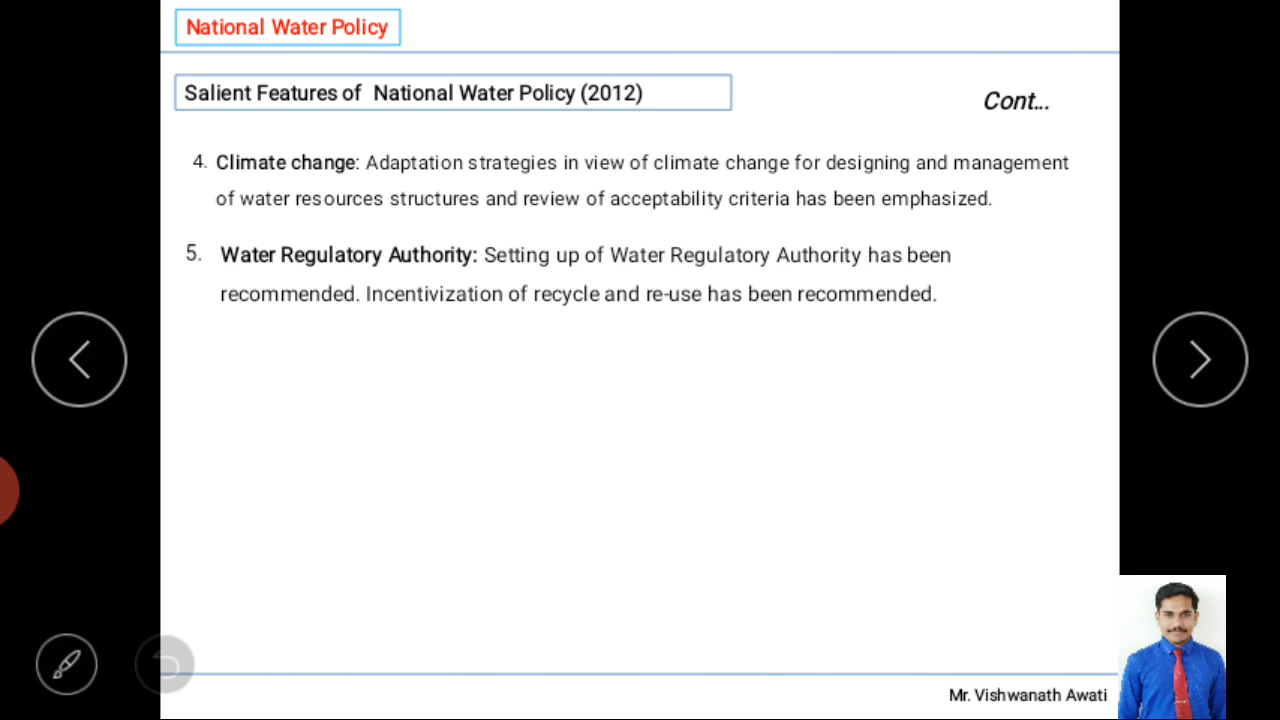 National Water Policy
Salient Features of National Water Policy (2012)
Cont...
4. Climate change: Adaptation strategies in view of climate change for designing and management
of water resources structures and review of acceptability criteria has been emphasized.
5. Water Regulatory Authority: Setting up of Water Regulatory Authority has been
recommended. Incentivization of recycle and re-use has been recommended.
Mr. Vishwanath Awati